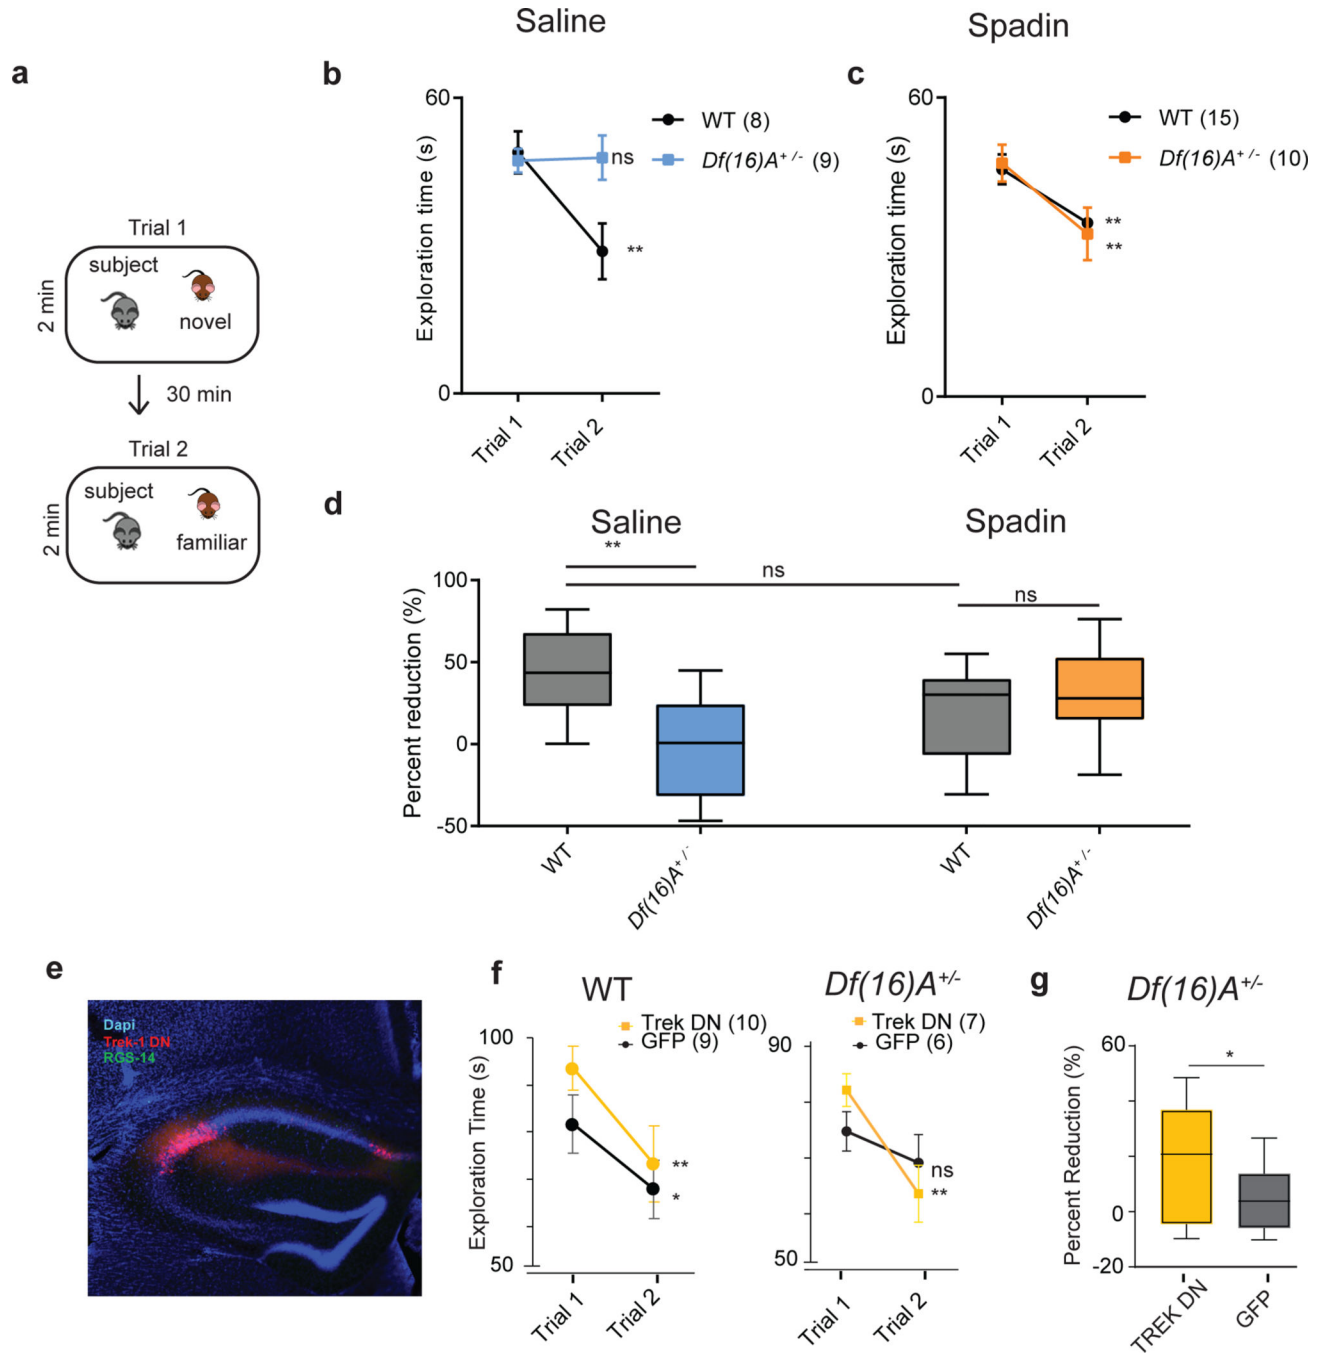 Saline
Spadin
a
b
c
Trial 1
subject
novel
2 min
30 min
Trial 2
subject
familiar
2 min
60
0
Exploration time (s)
WT (8)
Df(16)A+/- (9)
ns
**
Trial 1
Trial 2
60
0
Exploration time (s)
WT (15)
Df(16)A+/- (10)
**
**
Trial 1
Trial 2
d
Saline
Spadin
**
ns
ns
100
50
0
-50
Percent reduction (%)
WT
Df(16)A+/-
WT
Df(16)A+/-
e
Dapi
Trek-1 DN
RGS-14
f
WT
Trek DN (10)
GFP (9)
100
50
Exploration Time (s)
**
*
Trial 1
Trial 2
Df(16)A+/-
Trek DN (7)
GFP (6)
90
50
ns
**
Trial 1
Trial 2
g
Df(16)A+/-
60
0
-20
Percent Reduction (%)
*
TREK DN
GFP